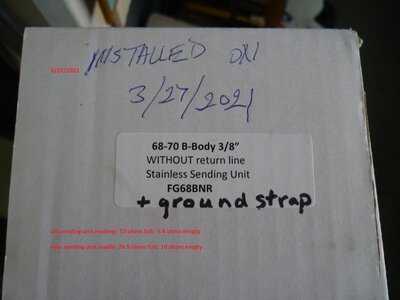 INSTALLED ON
3/27/2021
3/27/2021
68-70 B-Body 3/8"
WITHOUT return line
Stainless Sending Unit
FG68BNR
+ ground strap
old sending unit reading: 53 ohms full; 5.4 ohms empty
new sending unit reading 76.5 ohms full; 10 ohms empty